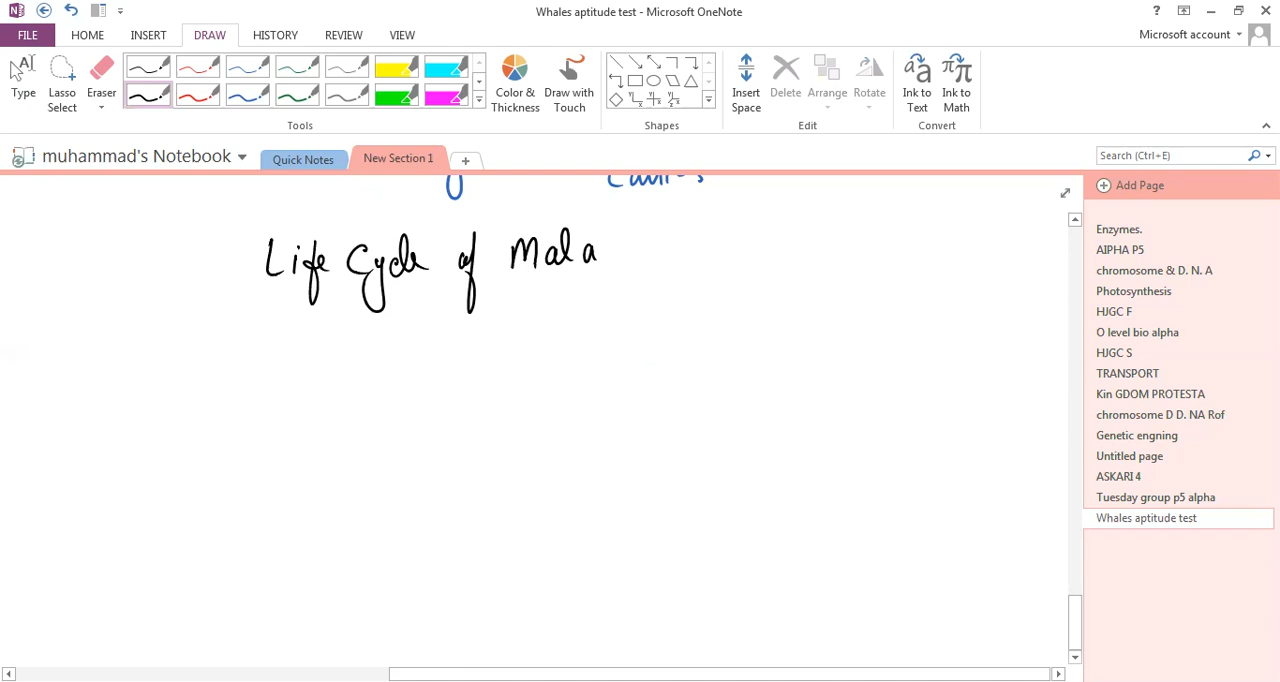 Whales aptitude test - Microsoft OneNote
FILE HOME INSERT DRAW HISTORY REVIEW VIEW Microsoft account
Type Lasso Select Eraser Color & Thickness Draw with Touch Insert Space Delete Arrange Rotate Ink to Text Ink to Math
Tools Shapes Edit Convert
muhammad's Notebook Quick Notes New Section 1 Search (Ctrl+E)
Add Page
Life Cycle of Mala
Enzymes.
AIPHA P5
chromosome & D. N. A
Photosynthesis
HJGC F
O level bio alpha
HJGC S
TRANSPORT
Kin GDOM PROTESTA
chromosome D D. NA Rof
Genetic engning
Untitled page
ASKARI 4
Tuesday group p5 alpha
Whales aptitude test